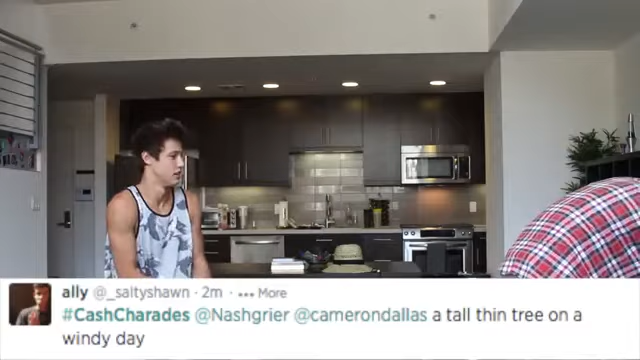 ally @_saltyshawn · 2m · ••• More
#CashCharades @Nashgrier @camerondallas a tall thin tree on a
windy day